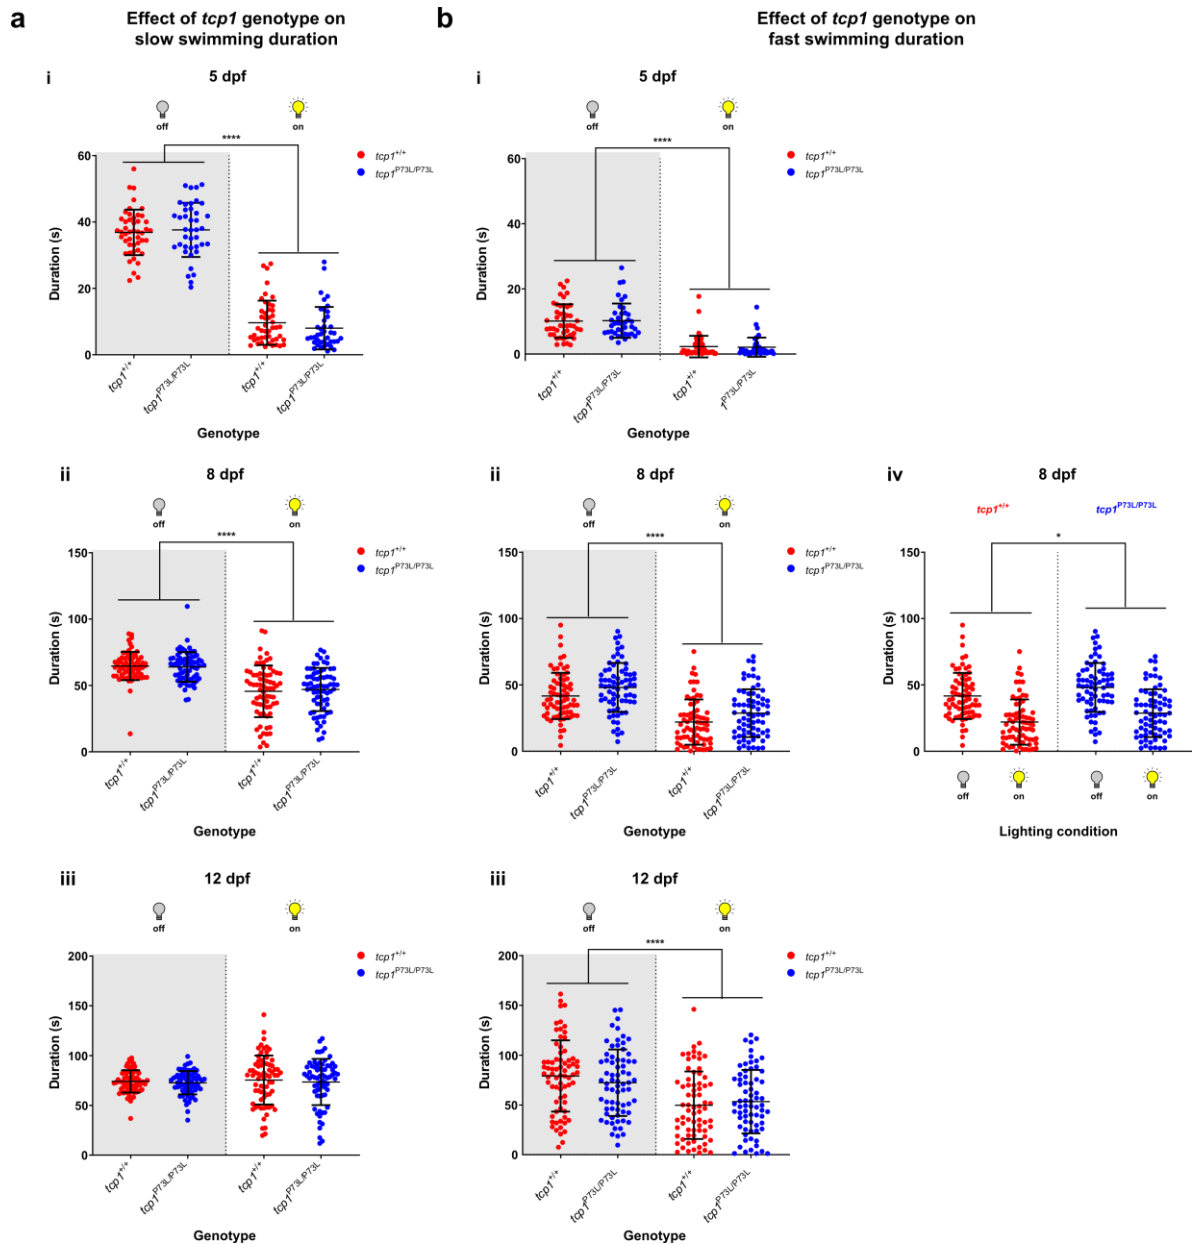 a
Effect of tcp1 genotype on
slow swimming duration
b
Effect of tcp1 genotype on
fast swimming duration
i
5 dpf
off
on
****
tcp1+/+
tcp1P73L/P73L
60
40
20
0
Duration (s)
tcp1+/+
tcp1P73L/P73L
tcp1+/+
tcp1P73L/P73L
Genotype
i
5 dpf
off
on
****
tcp1+/+
tcp1P73L/P73L
60
40
20
0
Duration (s)
tcp1+/+
tcp1P73L/P73L
tcp1+/+
1P73L/P73L
Genotype
ii
8 dpf
off
on
****
tcp1+/+
tcp1P73L/P73L
150
100
50
0
Duration (s)
tcp1+/+
tcp1P73L/P73L
tcp1+/+
tcp1P73L/P73L
Genotype
ii
8 dpf
off
on
****
tcp1+/+
tcp1P73L/P73L
150
100
50
0
Duration (s)
tcp1+/+
tcp1P73L/P73L
tcp1+/+
tcp1P73L/P73L
Genotype
iv
8 dpf
tcp1+/+
tcp1P73L/P73L
*
150
100
50
0
Duration (s)
off
on
off
on
Lighting condition
iii
12 dpf
off
on
tcp1+/+
tcp1P73L/P73L
200
150
100
50
0
Duration (s)
tcp1+/+
tcp1P73L/P73L
tcp1+/+
tcp1P73L/P73L
Genotype
iii
12 dpf
off
on
****
tcp1+/+
tcp1P73L/P73L
200
150
100
50
0
Duration (s)
tcp1+/+
tcp1P73L/P73L
tcp1+/+
tcp1P73L/P73L
Genotype